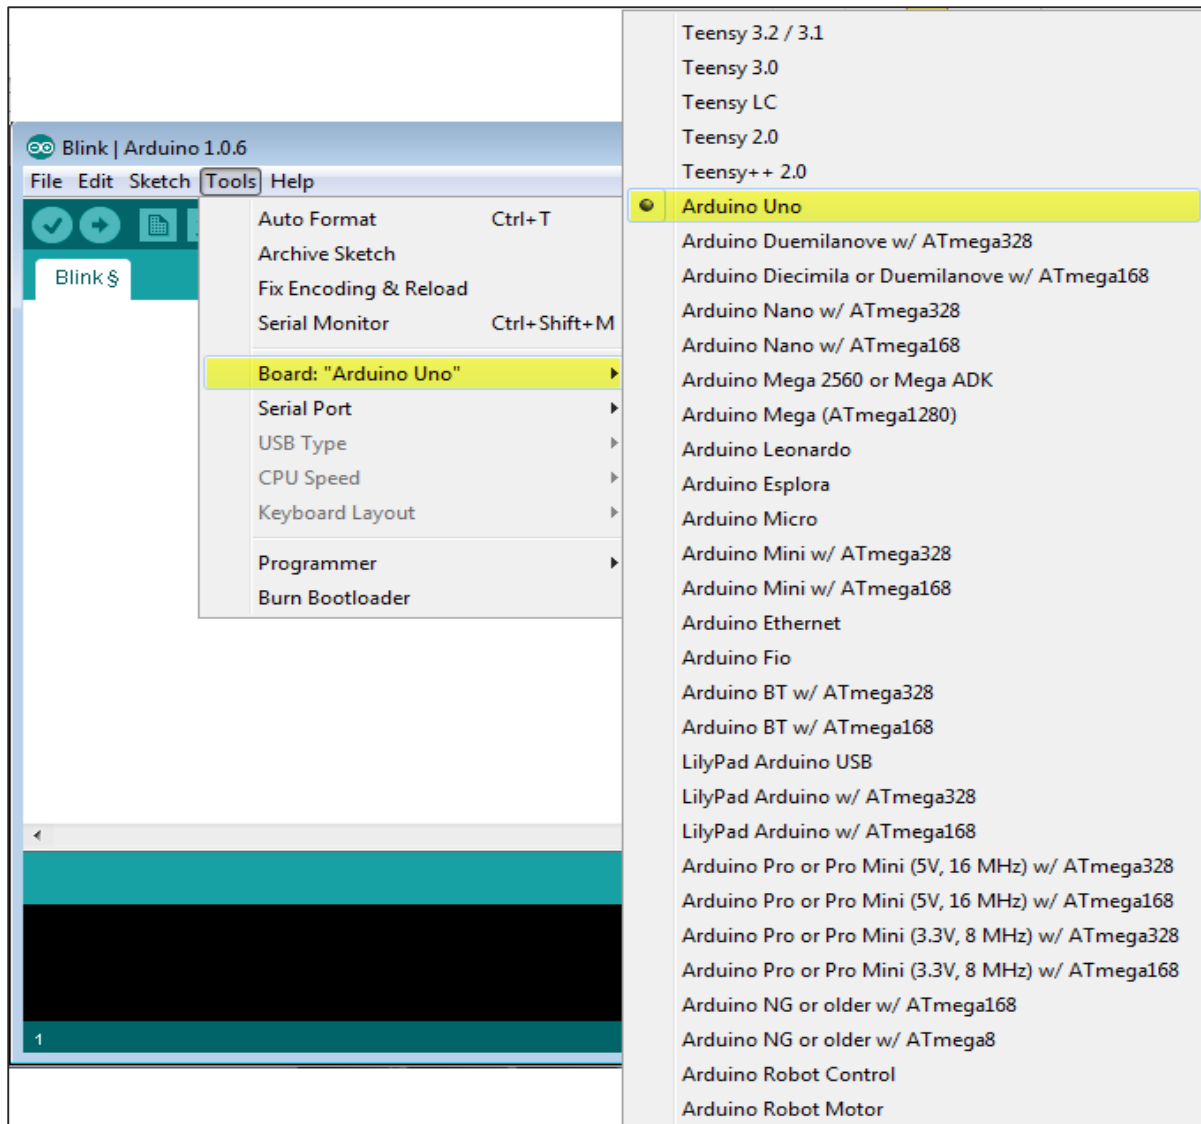 Blink | Arduino 1.0.6
File Edit Sketch Tools Help
Blink §
Auto Format Ctrl+T
Archive Sketch
Fix Encoding & Reload
Serial Monitor Ctrl+Shift+M
Board: "Arduino Uno"
Serial Port
USB Type
CPU Speed
Keyboard Layout
Programmer
Burn Bootloader
1
Teensy 3.2 / 3.1
Teensy 3.0
Teensy LC
Teensy 2.0
Teensy++ 2.0
Arduino Uno
Arduino Duemilanove w/ ATmega328
Arduino Diecimila or Duemilanove w/ ATmega168
Arduino Nano w/ ATmega328
Arduino Nano w/ ATmega168
Arduino Mega 2560 or Mega ADK
Arduino Mega (ATmega1280)
Arduino Leonardo
Arduino Esplora
Arduino Micro
Arduino Mini w/ ATmega328
Arduino Mini w/ ATmega168
Arduino Ethernet
Arduino Fio
Arduino BT w/ ATmega328
Arduino BT w/ ATmega168
LilyPad Arduino USB
LilyPad Arduino w/ ATmega328
LilyPad Arduino w/ ATmega168
Arduino Pro or Pro Mini (5V, 16 MHz) w/ ATmega328
Arduino Pro or Pro Mini (5V, 16 MHz) w/ ATmega168
Arduino Pro or Pro Mini (3.3V, 8 MHz) w/ ATmega328
Arduino Pro or Pro Mini (3.3V, 8 MHz) w/ ATmega168
Arduino NG or older w/ ATmega168
Arduino NG or older w/ ATmega8
Arduino Robot Control
Arduino Robot Motor